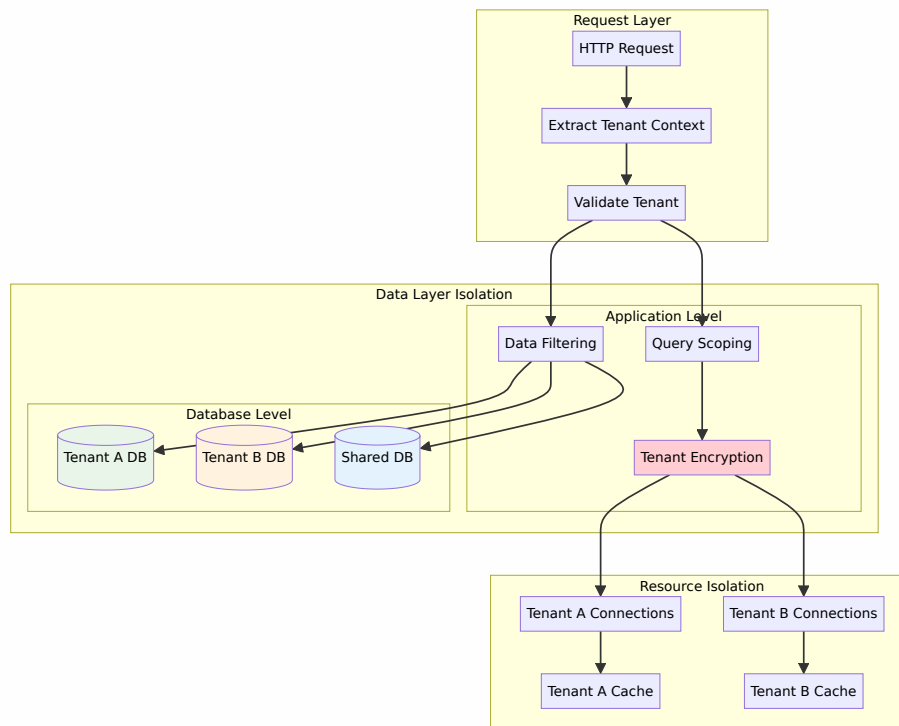 Request Layer
HTTP Request
Extract Tenant Context
Validate Tenant
Data Layer Isolation
Application Level
Data Filtering
Query Scoping
Database Level
Tenant A DB
Tenant B DB
Shared DB
Tenant Encryption
Resource Isolation
Tenant A Connections
Tenant B Connections
Tenant A Cache
Tenant B Cache